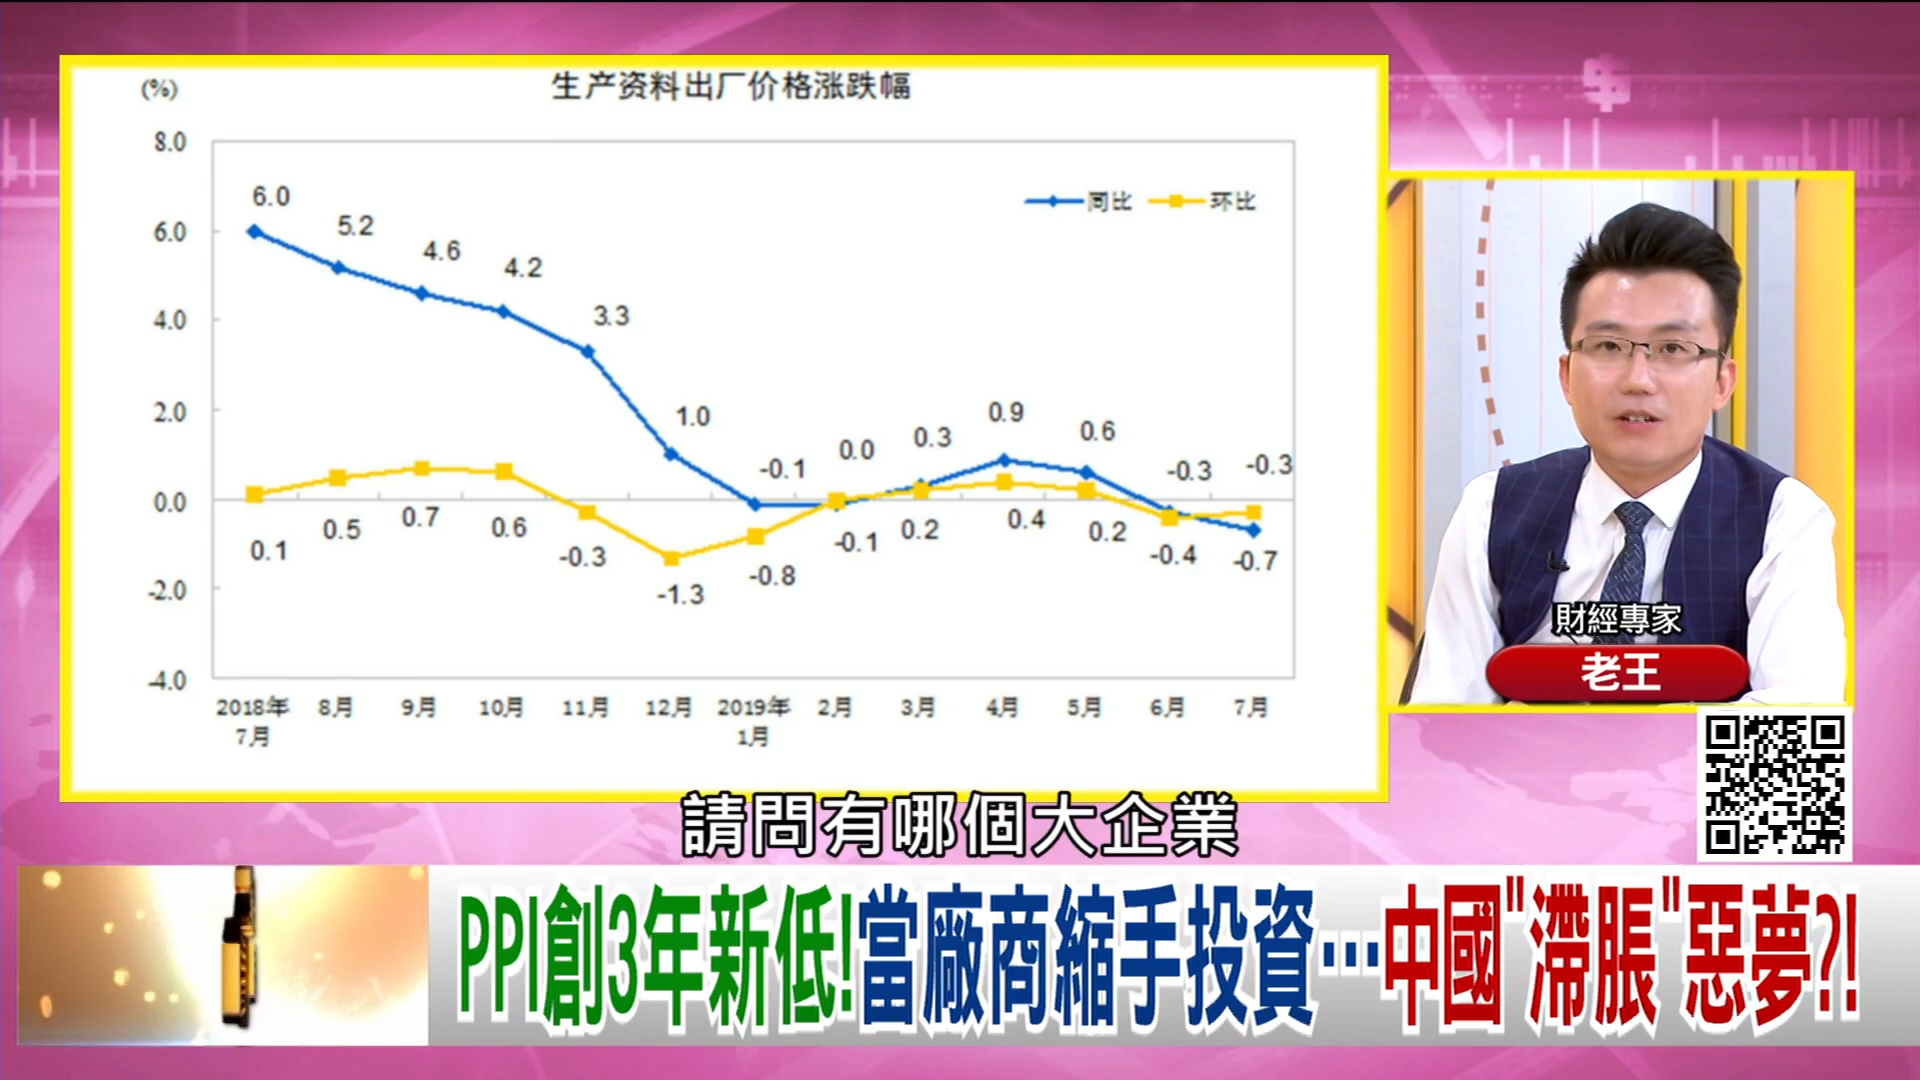 (%)
生产资料出厂价格涨跌幅
8.0
6.0
4.0
2.0
0.0
-2.0
-4.0
同比
环比
6.0
5.2
4.6
4.2
3.3
1.0
-0.1
0.0
0.3
0.9
0.6
-0.3
-0.3
0.1
0.5
0.7
0.6
-0.3
-1.3
-0.8
-0.1
0.2
0.4
0.2
-0.4
-0.7
2018年
7月
8月
9月
10月
11月
12月
2019年
1月
2月
3月
4月
5月
6月
7月
財經專家
老王
請問有哪個大企業
PPI創3年新低!當廠商縮手投資…中國"滯脹"惡夢?!